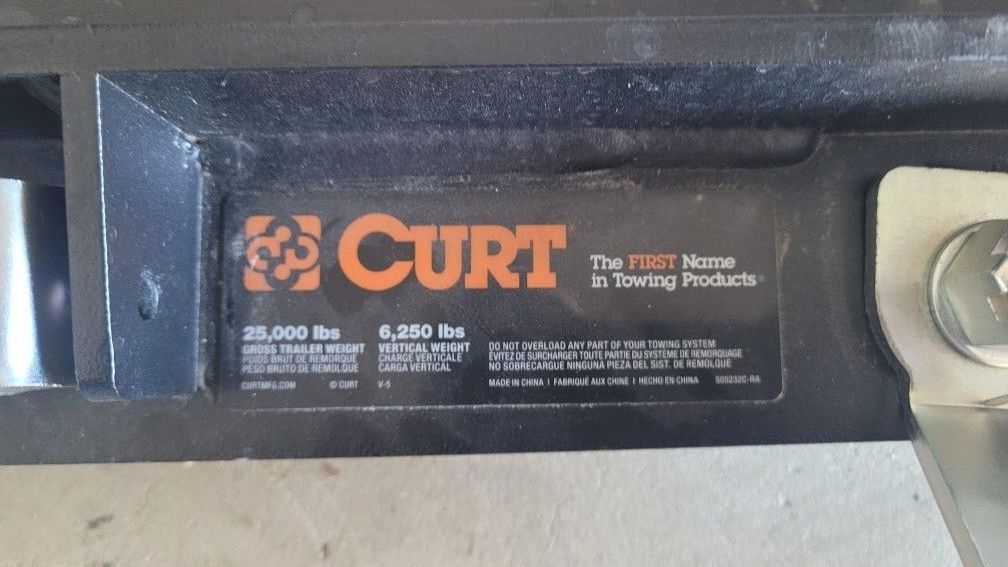 CURT
The FIRST Name
in Towing Products
25,000 lbs
GROSS TRAILER WEIGHT
POIDS BRUT DE REMORQUE
PESO BRUTO DE REMOLQUE
6,250 lbs
VERTICAL WEIGHT
CHARGE VERTICALE
CARGA VERTICAL
DO NOT OVERLOAD ANY PART OF YOUR TOWING SYSTEM
ÉVITEZ DE SURCHARGER TOUTE PARTIE DU SYSTÈME DE REMORQUAGE
NO SOBRECARGUE NINGUNA PIEZA DEL SIST. DE REMOLQUE
CURTMFG.COM © CURT V-5 MADE IN CHINA | FABRIQUÉ AUX CHINE | HECHO EN CHINA S05232C-RA